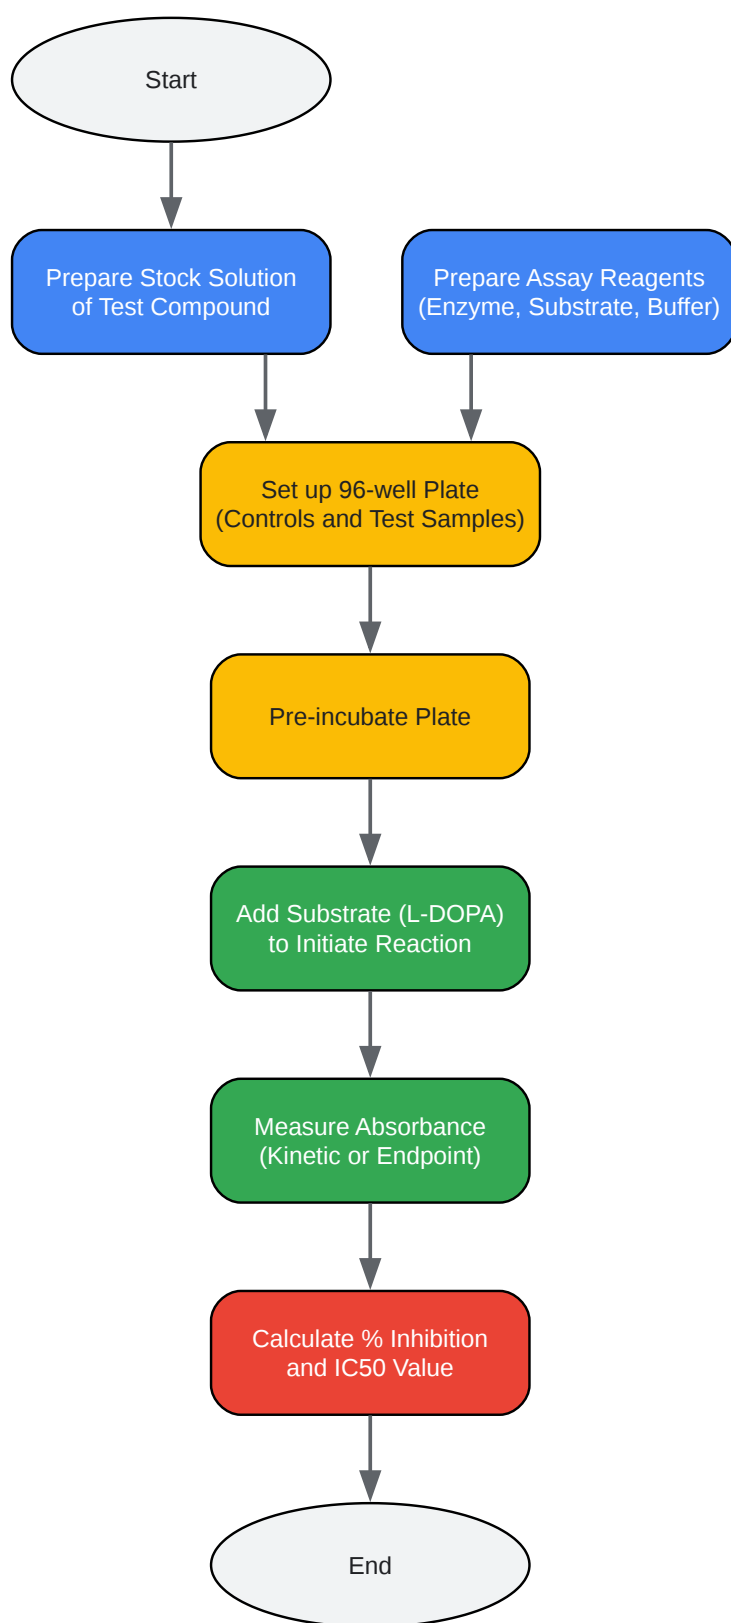 Start
Prepare Stock Solution
of Test Compound
Prepare Assay Reagents
(Enzyme, Substrate, Buffer)
Set up 96-well Plate
(Controls and Test Samples)
Pre-incubate Plate
Add Substrate (L-DOPA)
to Initiate Reaction
Measure Absorbance
(Kinetic or Endpoint)
Calculate % Inhibition
and IC50 Value
End